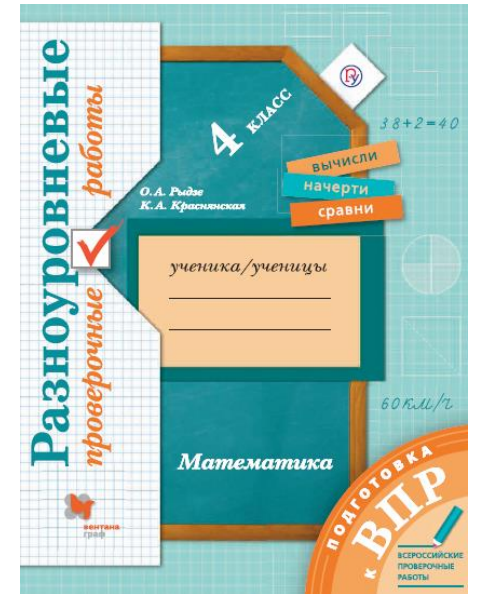 Разноуровневые
проверочные работы
4 класс
38+2=40
О.А. Рыдзе
К.А. Краснянская
вычисли
начерти
сравни
ученика/ученицы
60 км/ч
Математика
вентана
граф
подготовка
к ВПР
ВСЕРОССИЙСКИЕ
ПРОВЕРОЧНЫЕ
РАБОТЫ